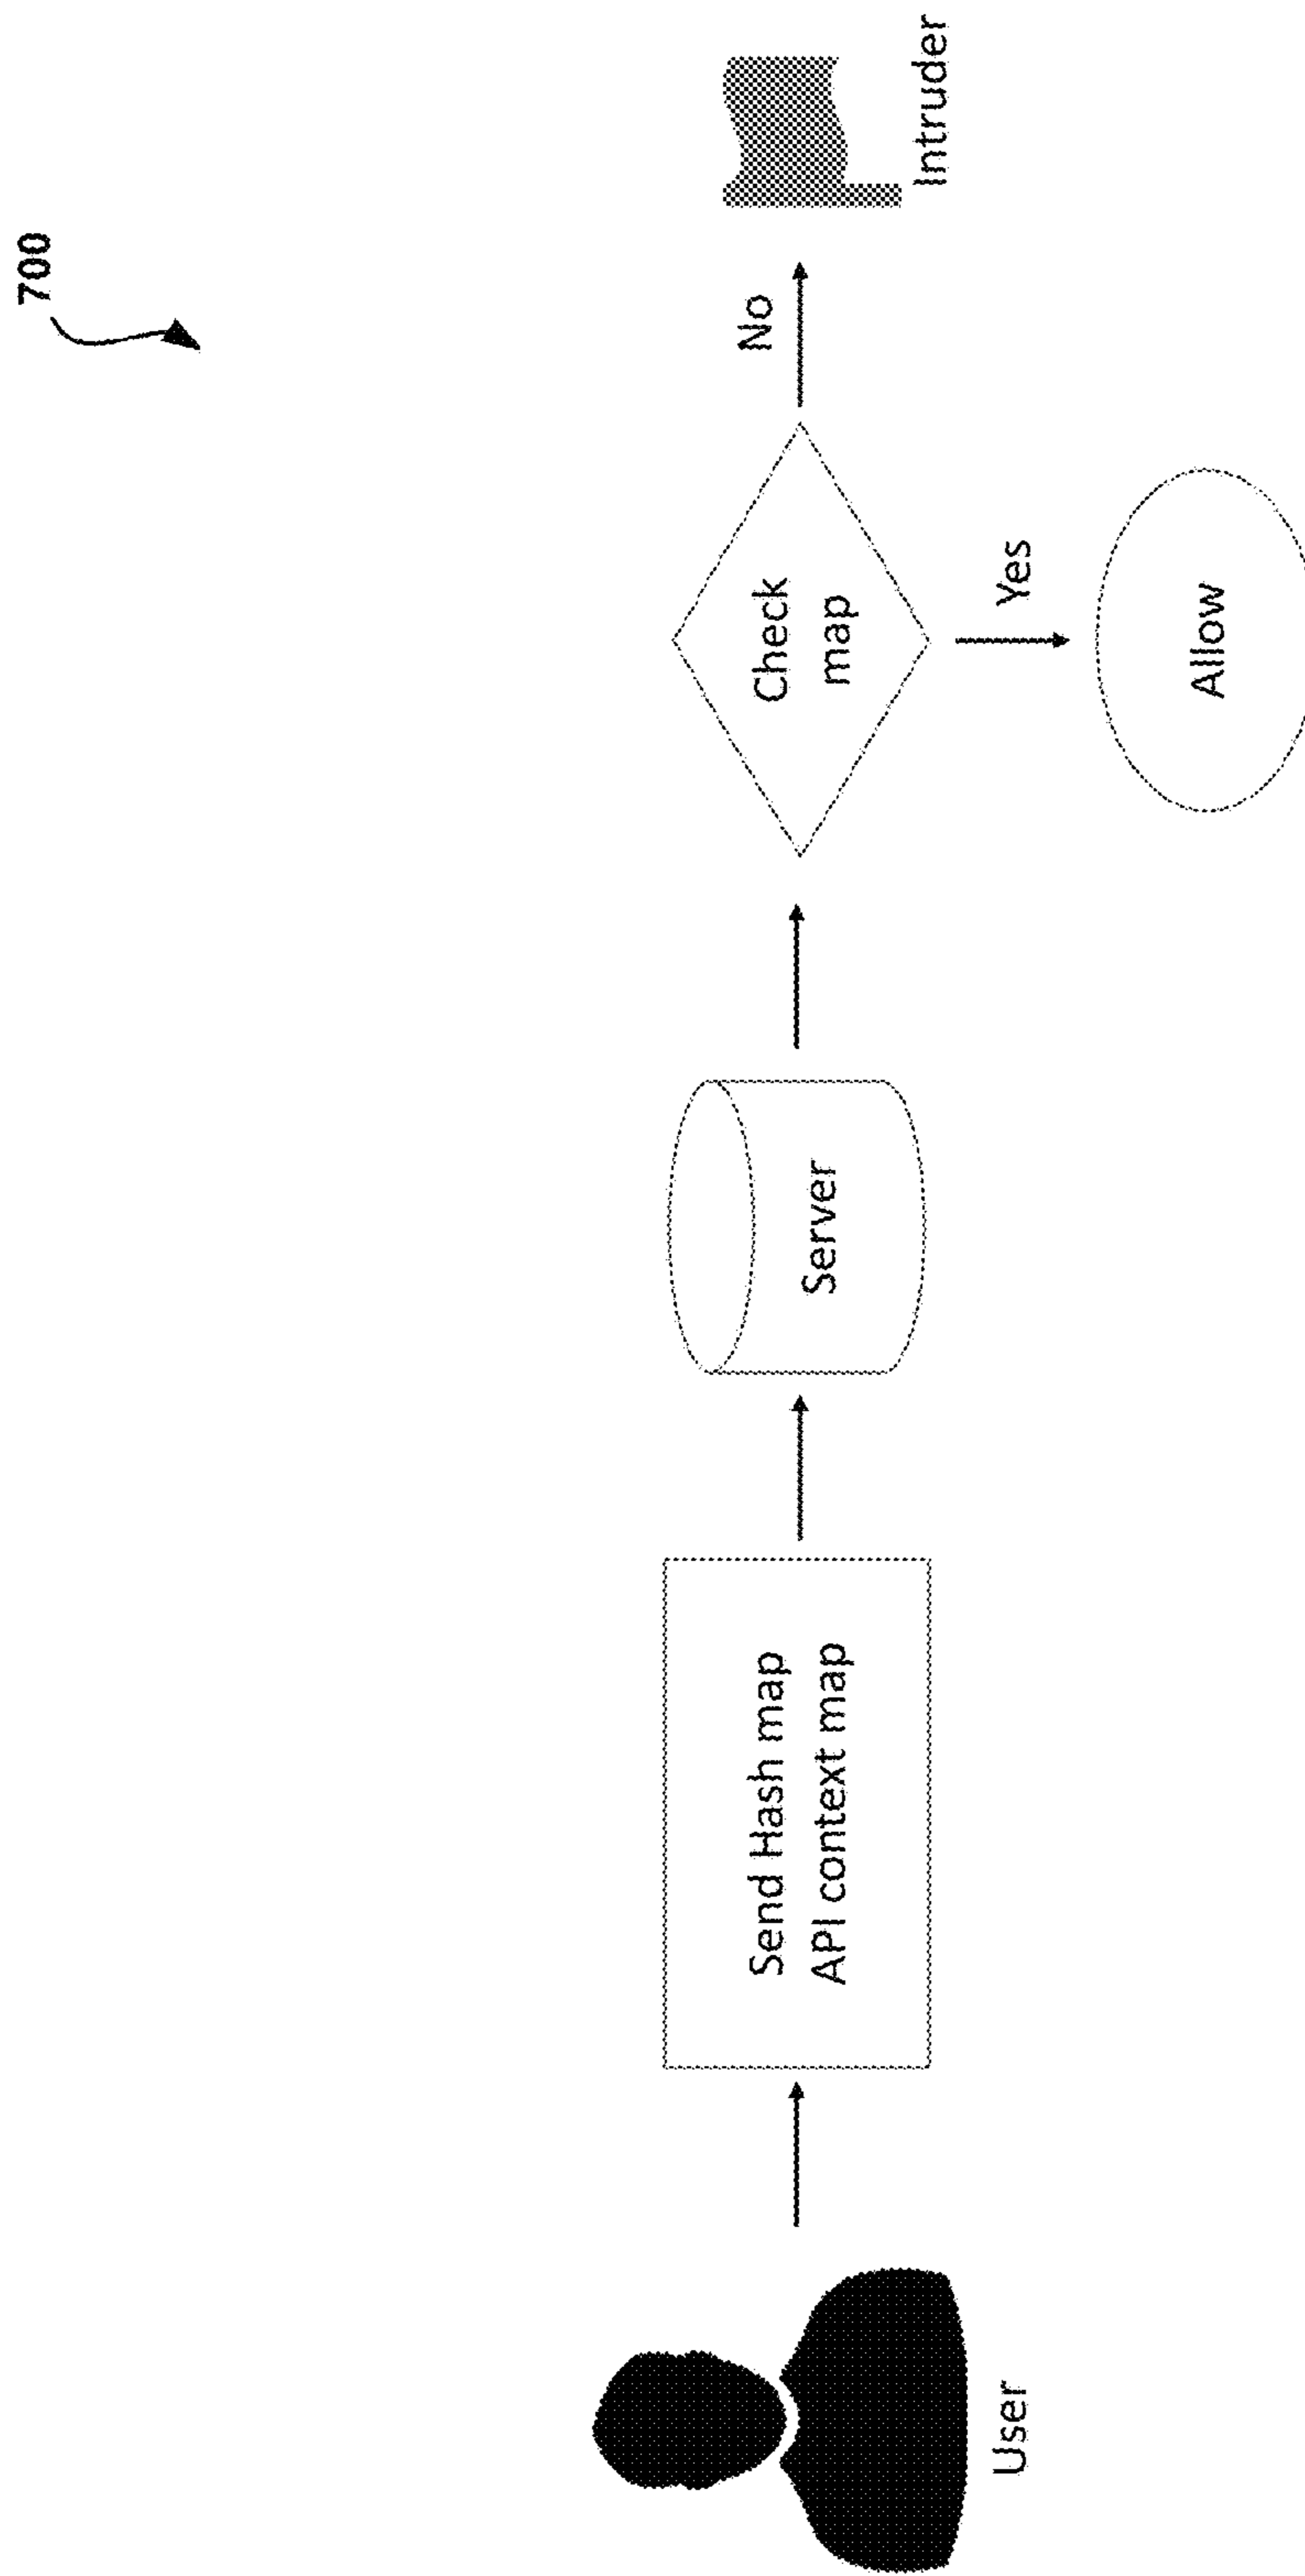 700
User
Send Hash map
API context map
Server
Check
map
No
Intruder
Yes
Allow